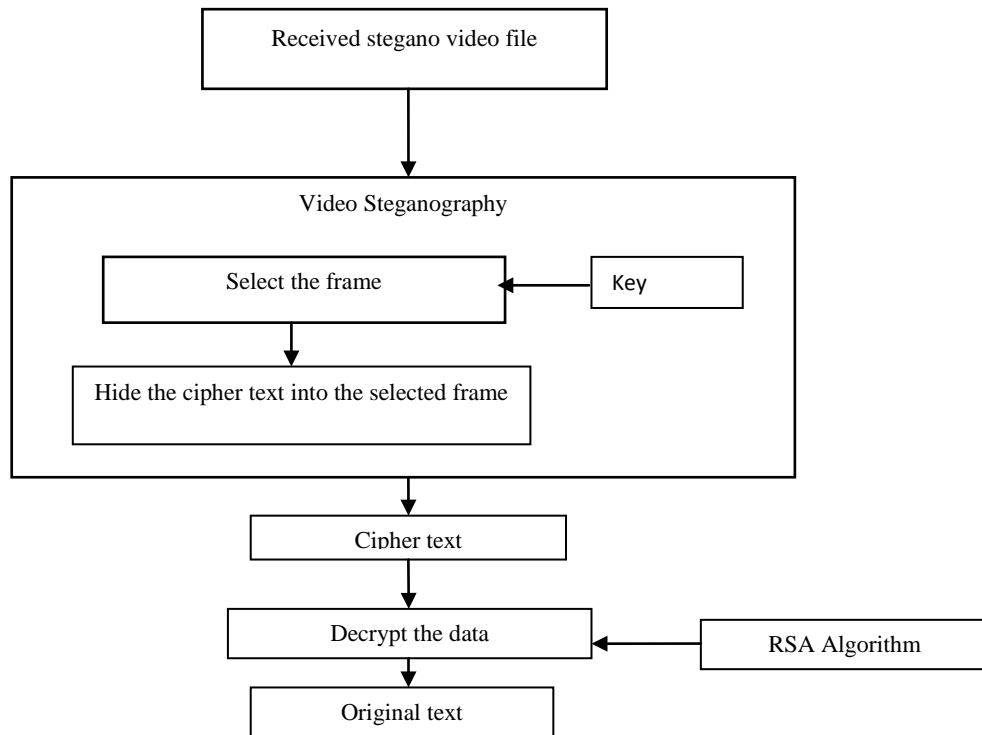 Received stegano video file
Video Steganography
Select the frame
Key
Hide the cipher text into the selected frame
Cipher text
Decrypt the data
RSA Algorithm
Original text